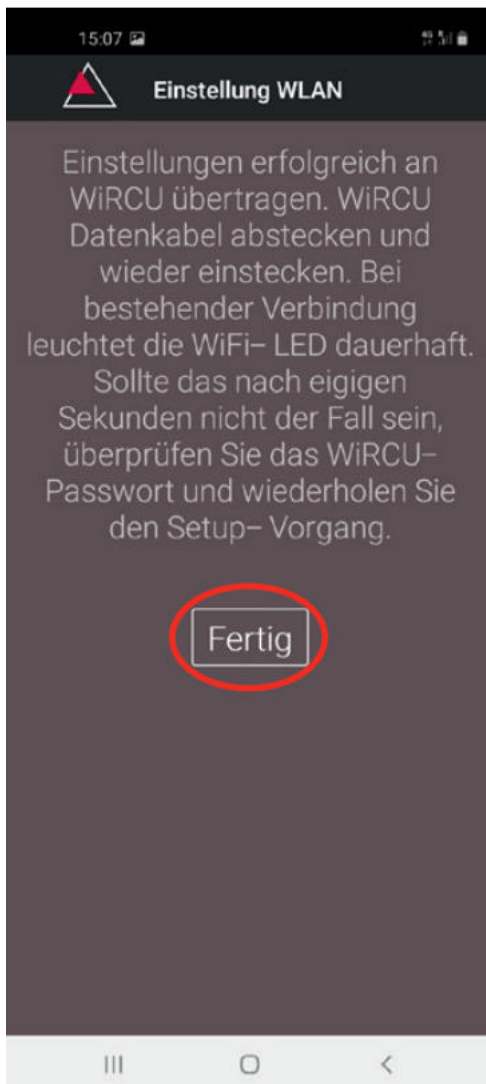 15:07
Einstellung WLAN
Einstellungen erfolgreich an
WiRCU übertragen. WiRCU
Datenkabel abstecken und
wieder einstecken. Bei
bestehender Verbindung
leuchtet die WiFi– LED dauerhaft.
Sollte das nach eigigen
Sekunden nicht der Fall sein,
überprüfen Sie das WiRCU–
Passwort und wiederholen Sie
den Setup– Vorgang.
Fertig